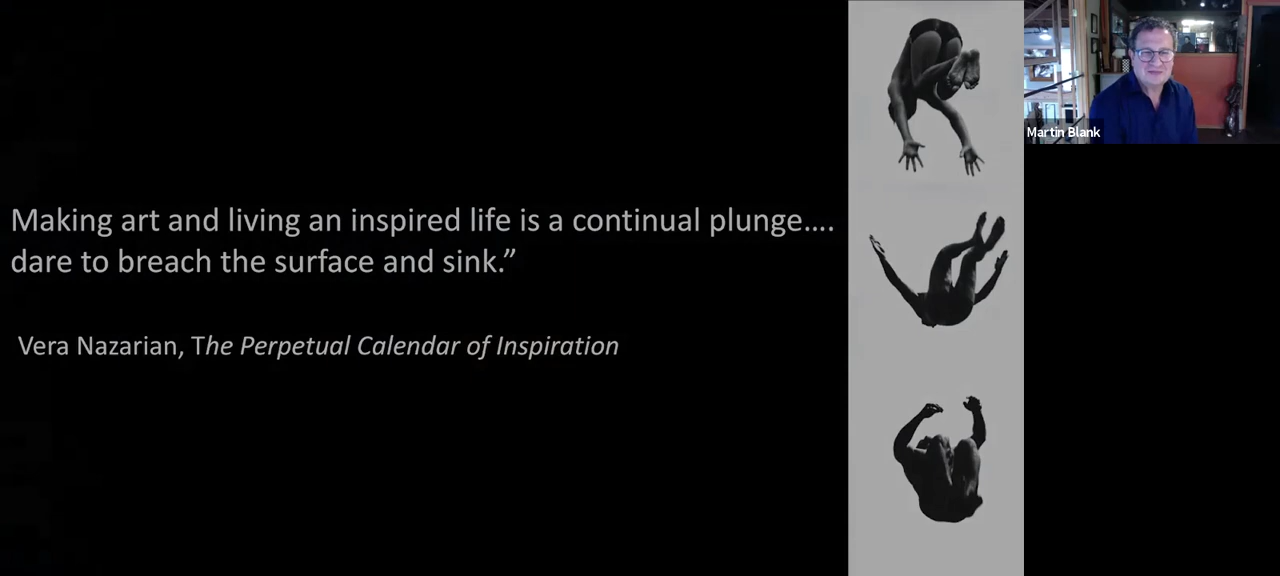 Making art and living an inspired life is a continual plunge....
dare to breach the surface and sink.”
Vera Nazarian, The Perpetual Calendar of Inspiration
Martin Blank